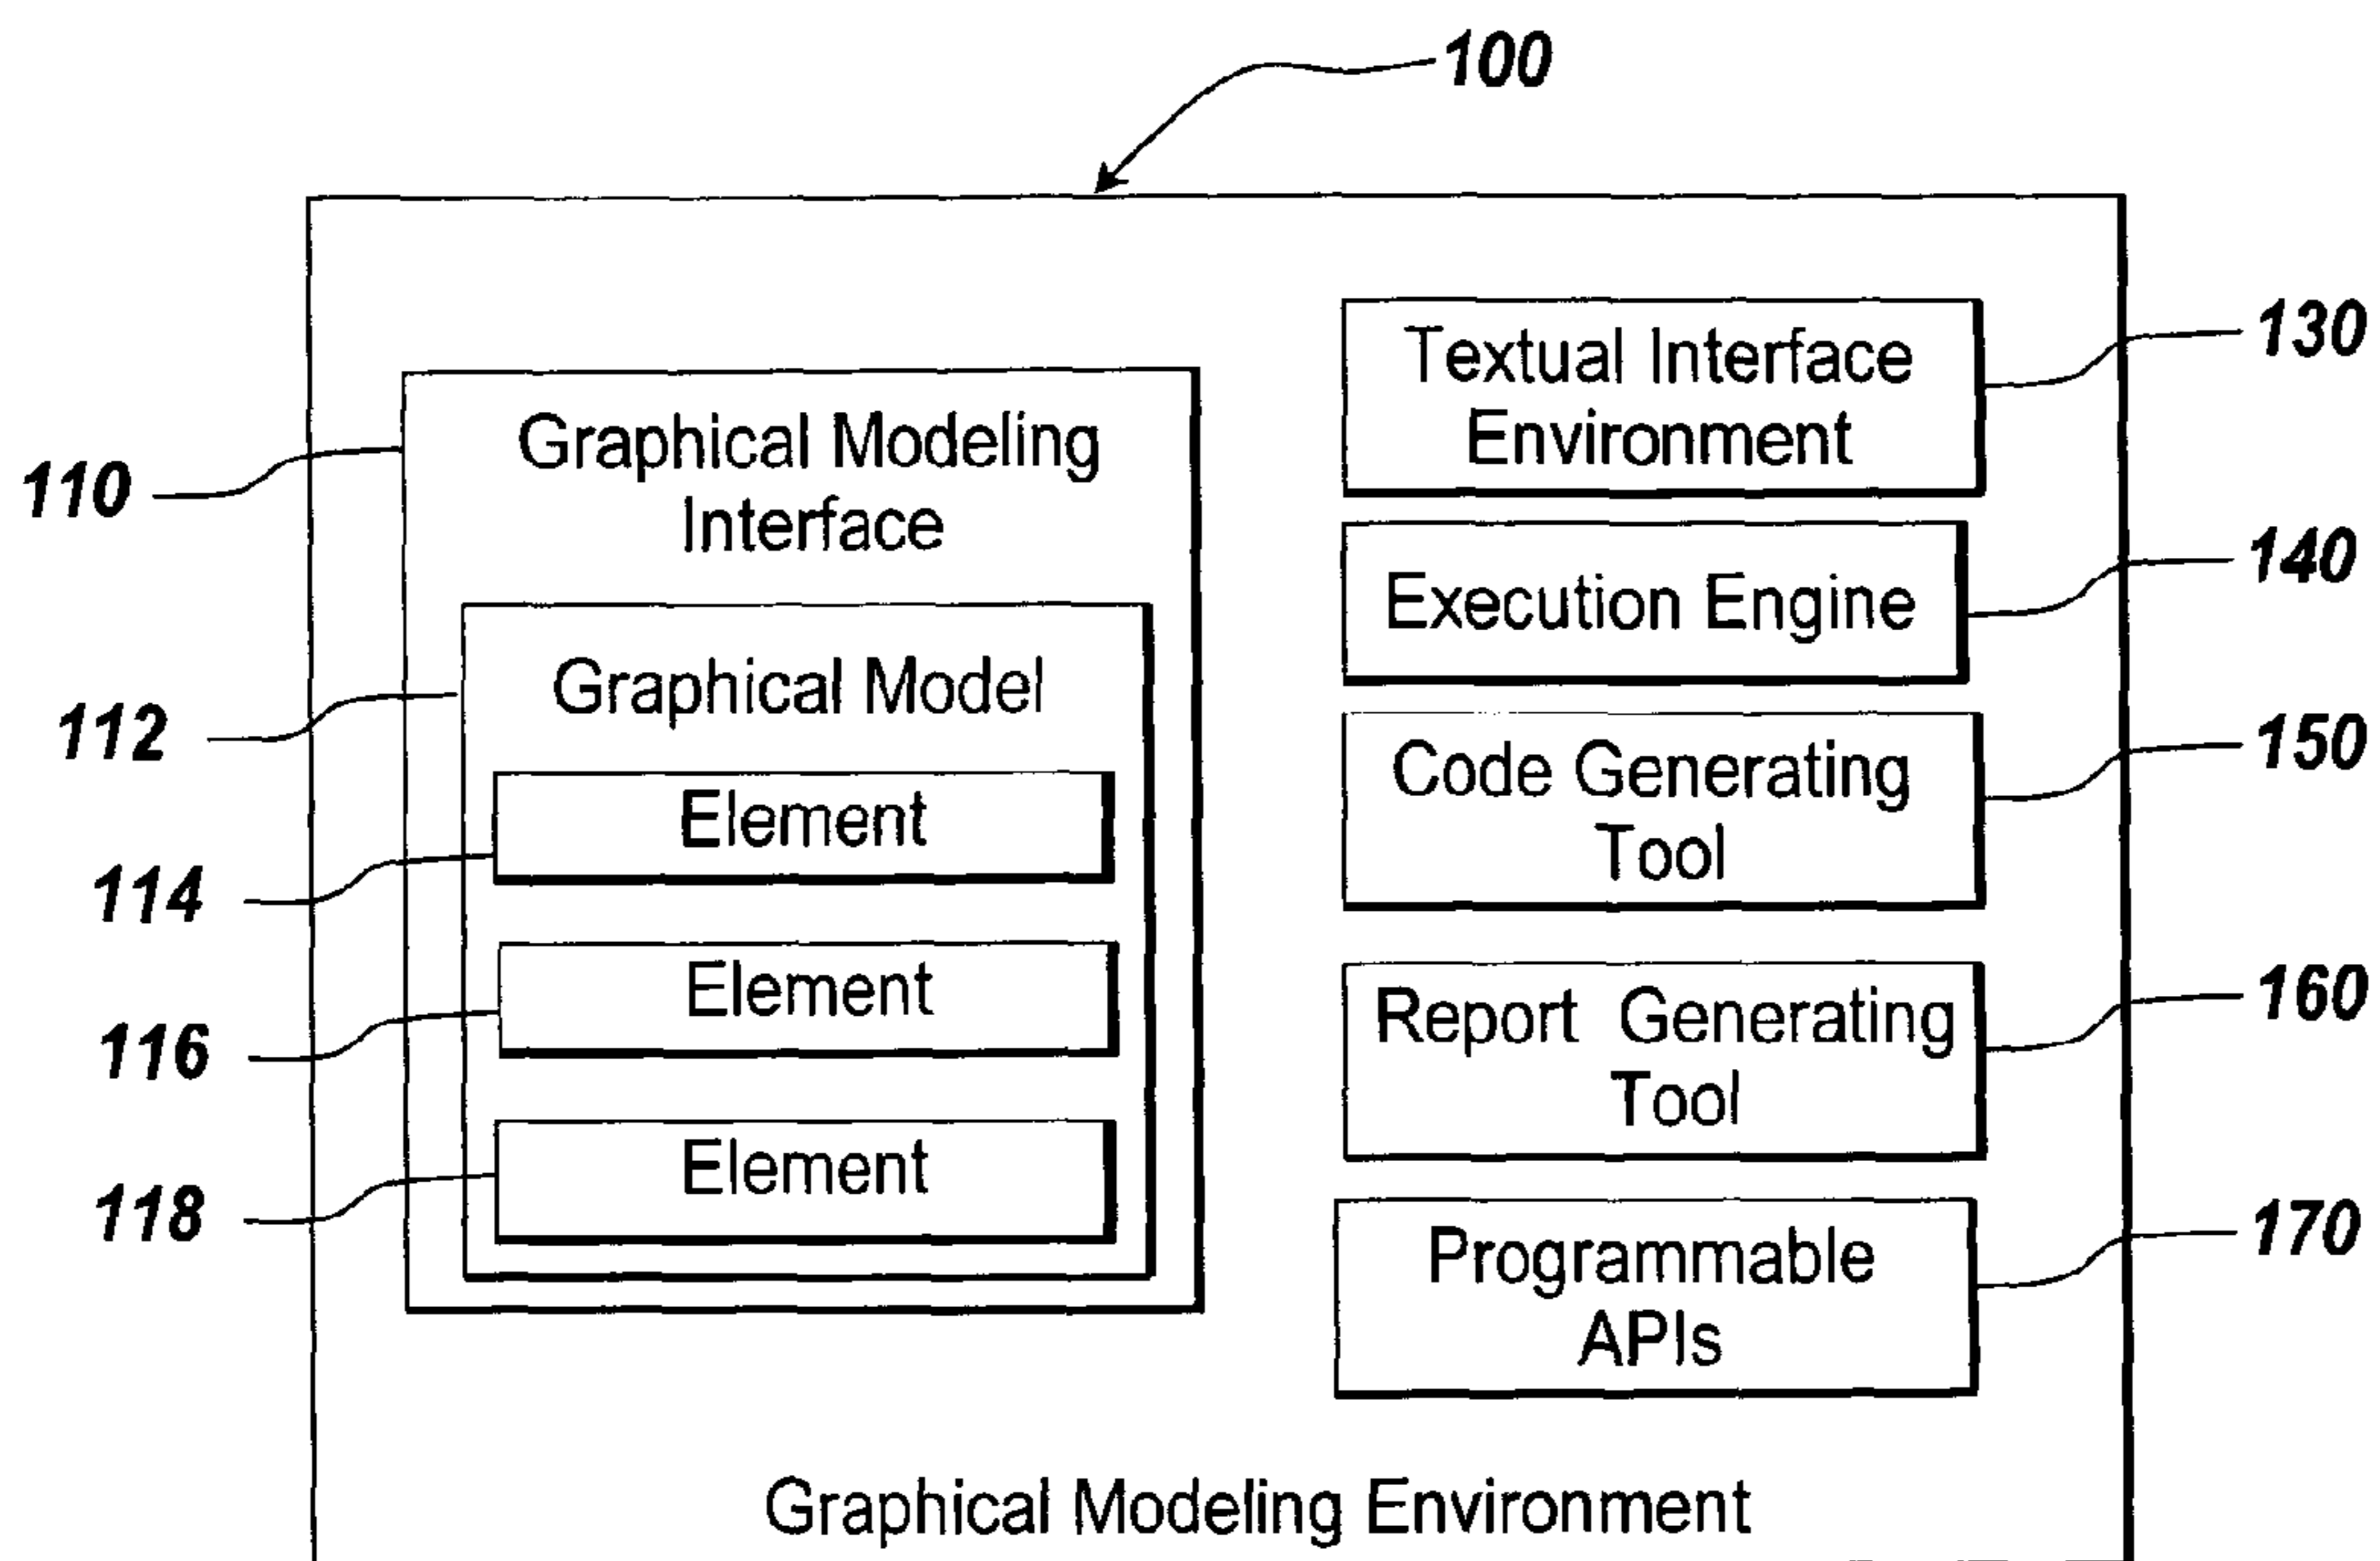 100
110
Graphical Modeling
Interface
112
Graphical Model
114
Element
116
Element
118
Element
Textual Interface
Environment
130
Execution Engine
140
Code Generating
Tool
150
Report Generating
Tool
160
Programmable
APIs
170
Graphical Modeling Environment